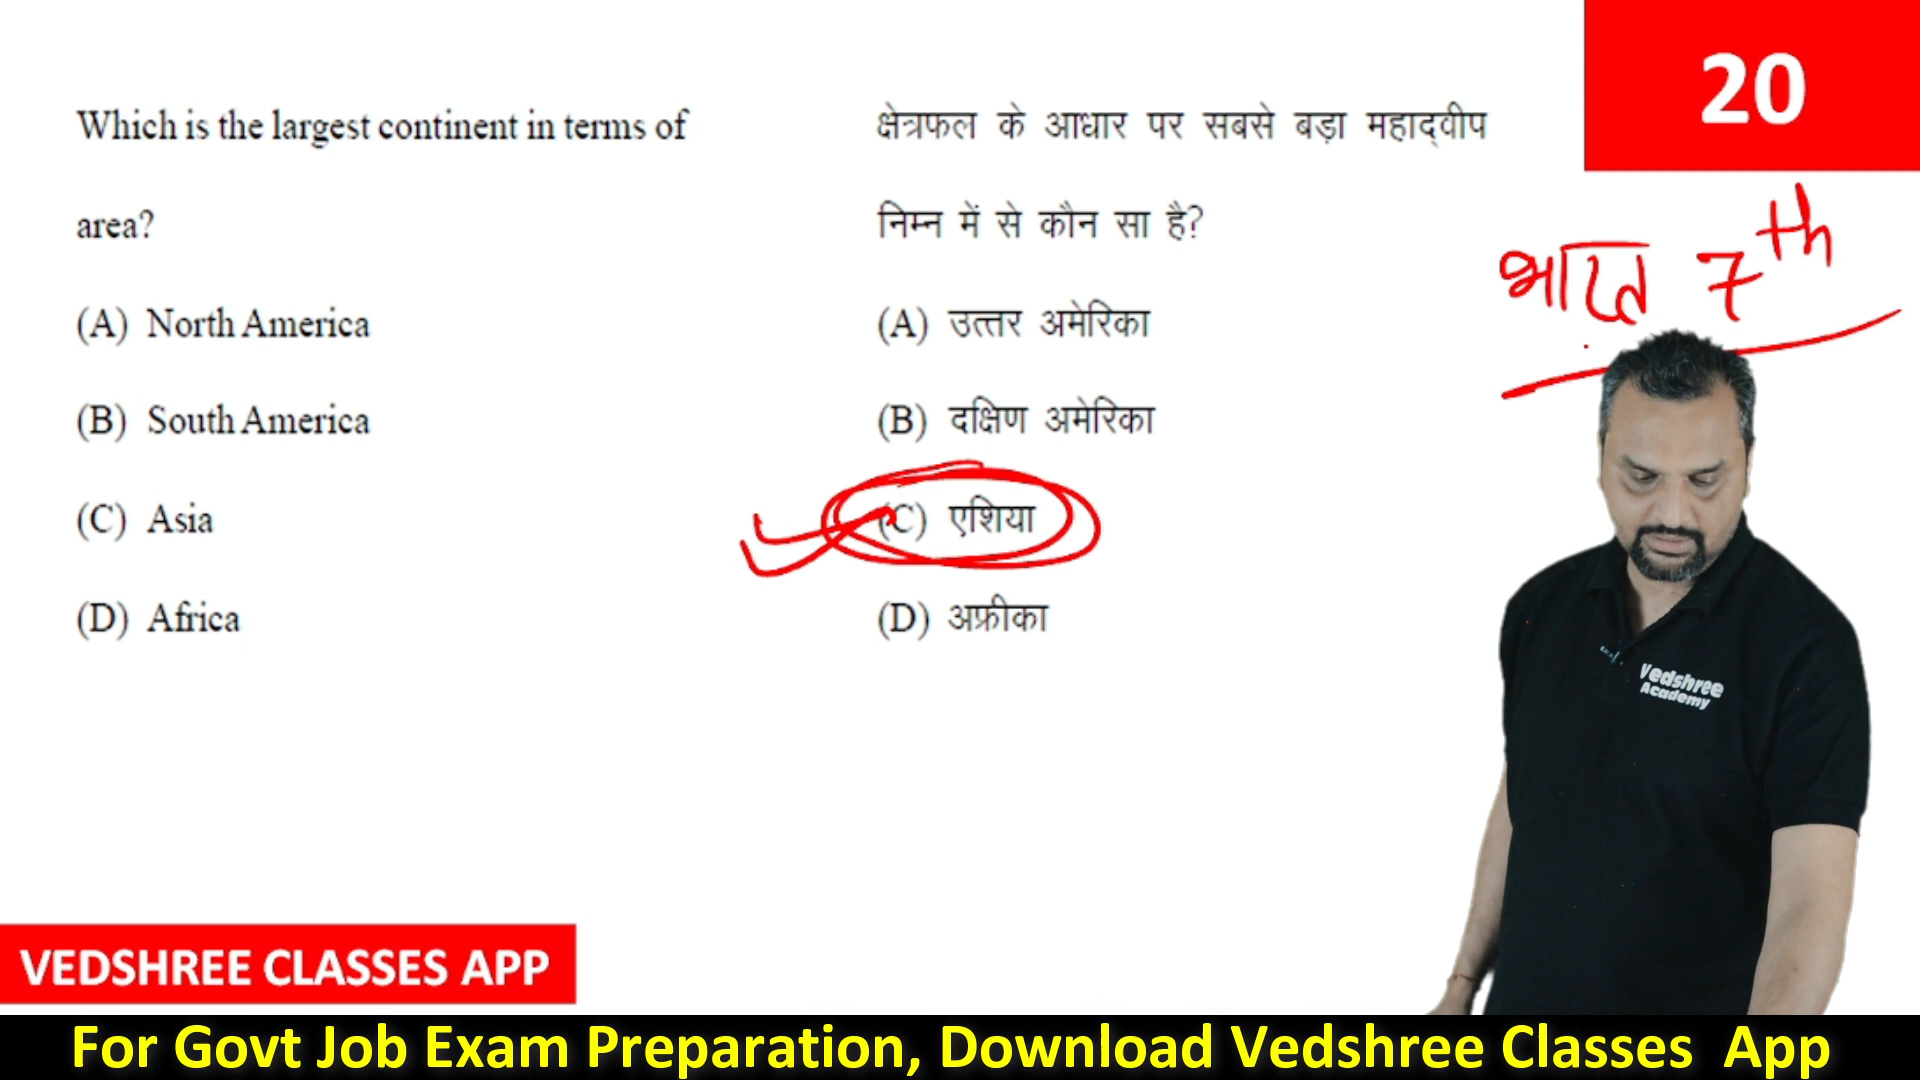 20
Which is the largest continent in terms of
area?
(A) North America
(B) South America
(C) Asia
(D) Africa
क्षेत्रफल के आधार पर सबसे बड़ा महाद्वीप
निम्न में से कौन सा है?
(A) उत्तर अमेरिका
(B) दक्षिण अमेरिका
(C) एशिया
(D) अफ्रीका
भारत 7th
Vedshree
Academy
VEDSHREE CLASSES APP
For Govt Job Exam Preparation, Download Vedshree Classes App